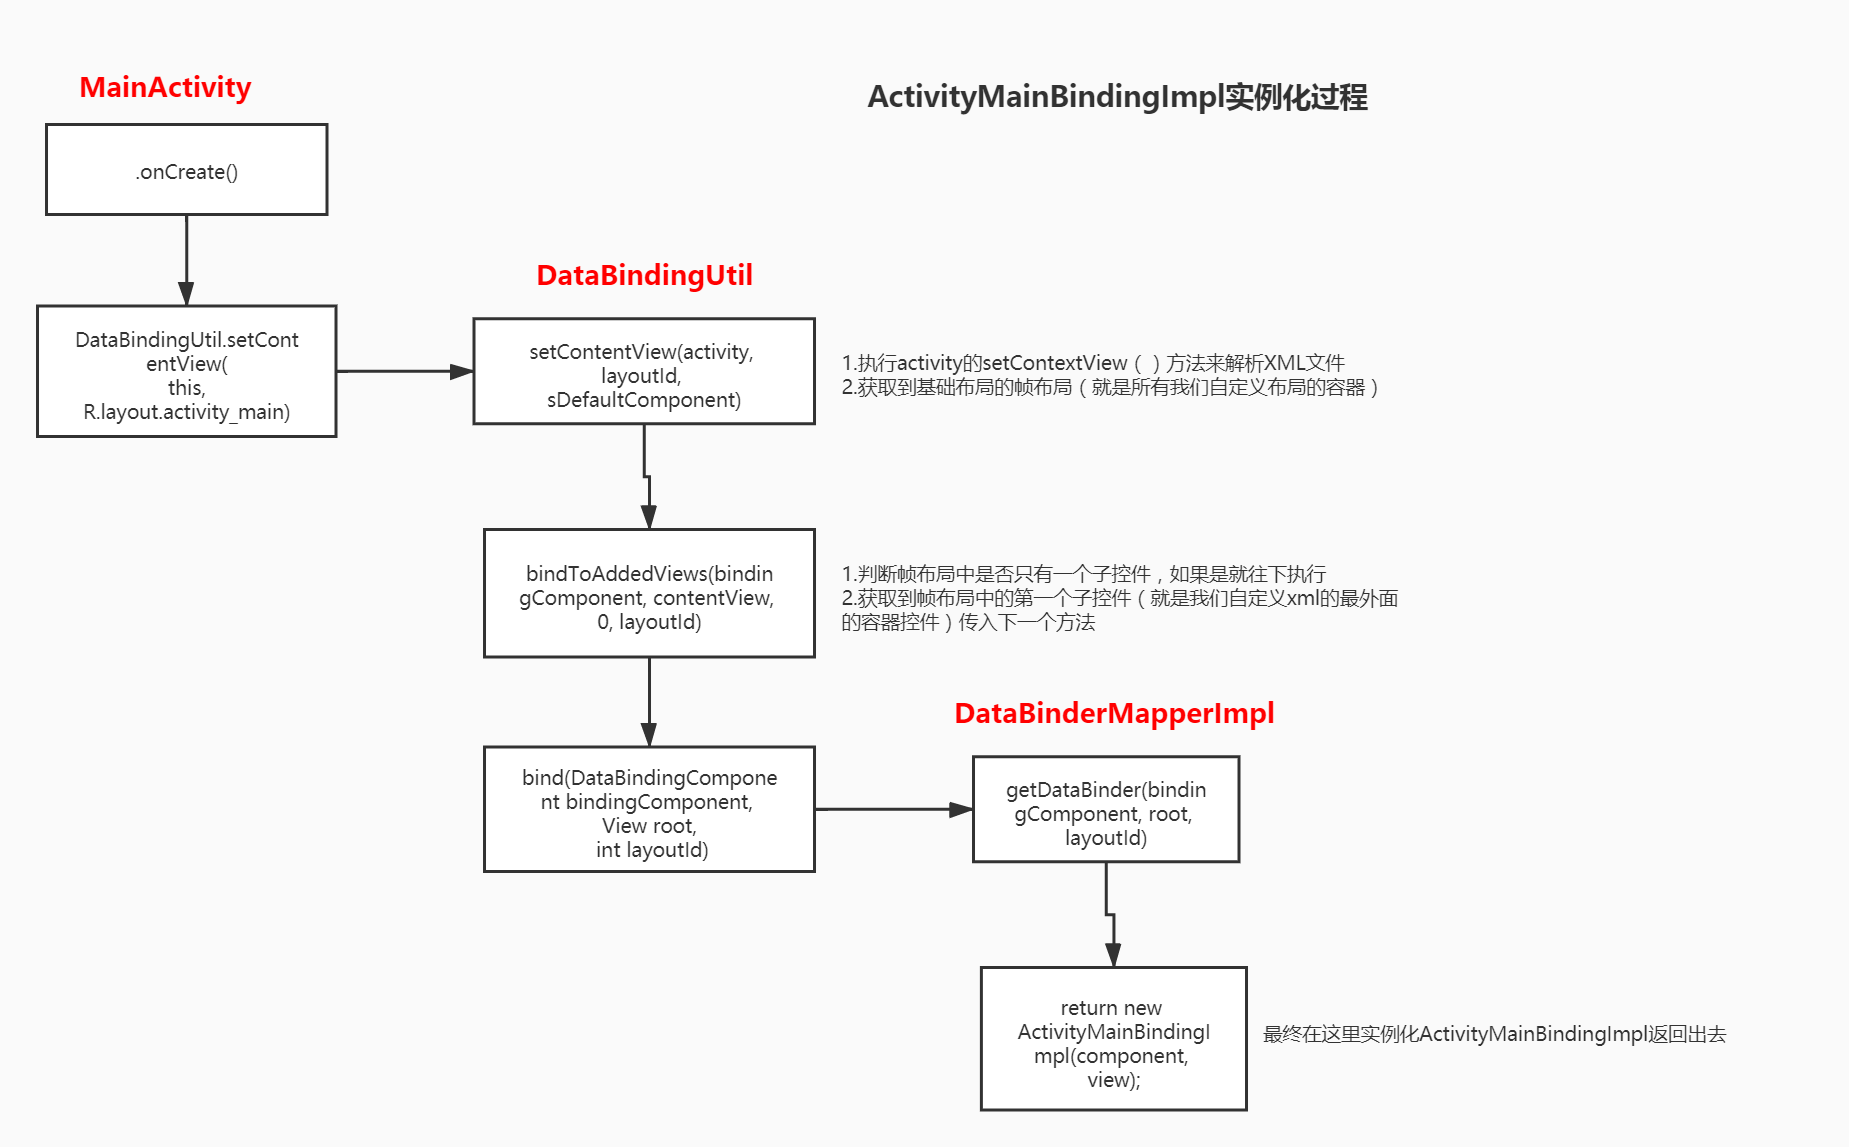 MainActivity
ActivityMainBindingImpl实例化过程
.onCreate()
DataBindingUtil
DataBindingUtil.setCont
entView(
this,
R.layout.activity_main)
setContentView(activity,
layoutId,
sDefaultComponent)
1.执行activity的setContextView（ ）方法来解析XML文件
2.获取到基础布局的帧布局（就是所有我们自定义布局的容器）
bindToAddedViews(bindin
gComponent, contentView,
0, layoutId)
1.判断帧布局中是否只有一个子控件，如果是就往下执行
2.获取到帧布局中的第一个子控件（就是我们自定义xml的最外面
的容器控件）传入下一个方法
DataBinderMapperImpl
bind(DataBindingCompone
nt bindingComponent,
View root,
int layoutId)
getDataBinder(bindin
gComponent, root,
layoutId)
return new
ActivityMainBindingI
mpl(component,
view);
最终在这里实例化ActivityMainBindingImpl返回出去